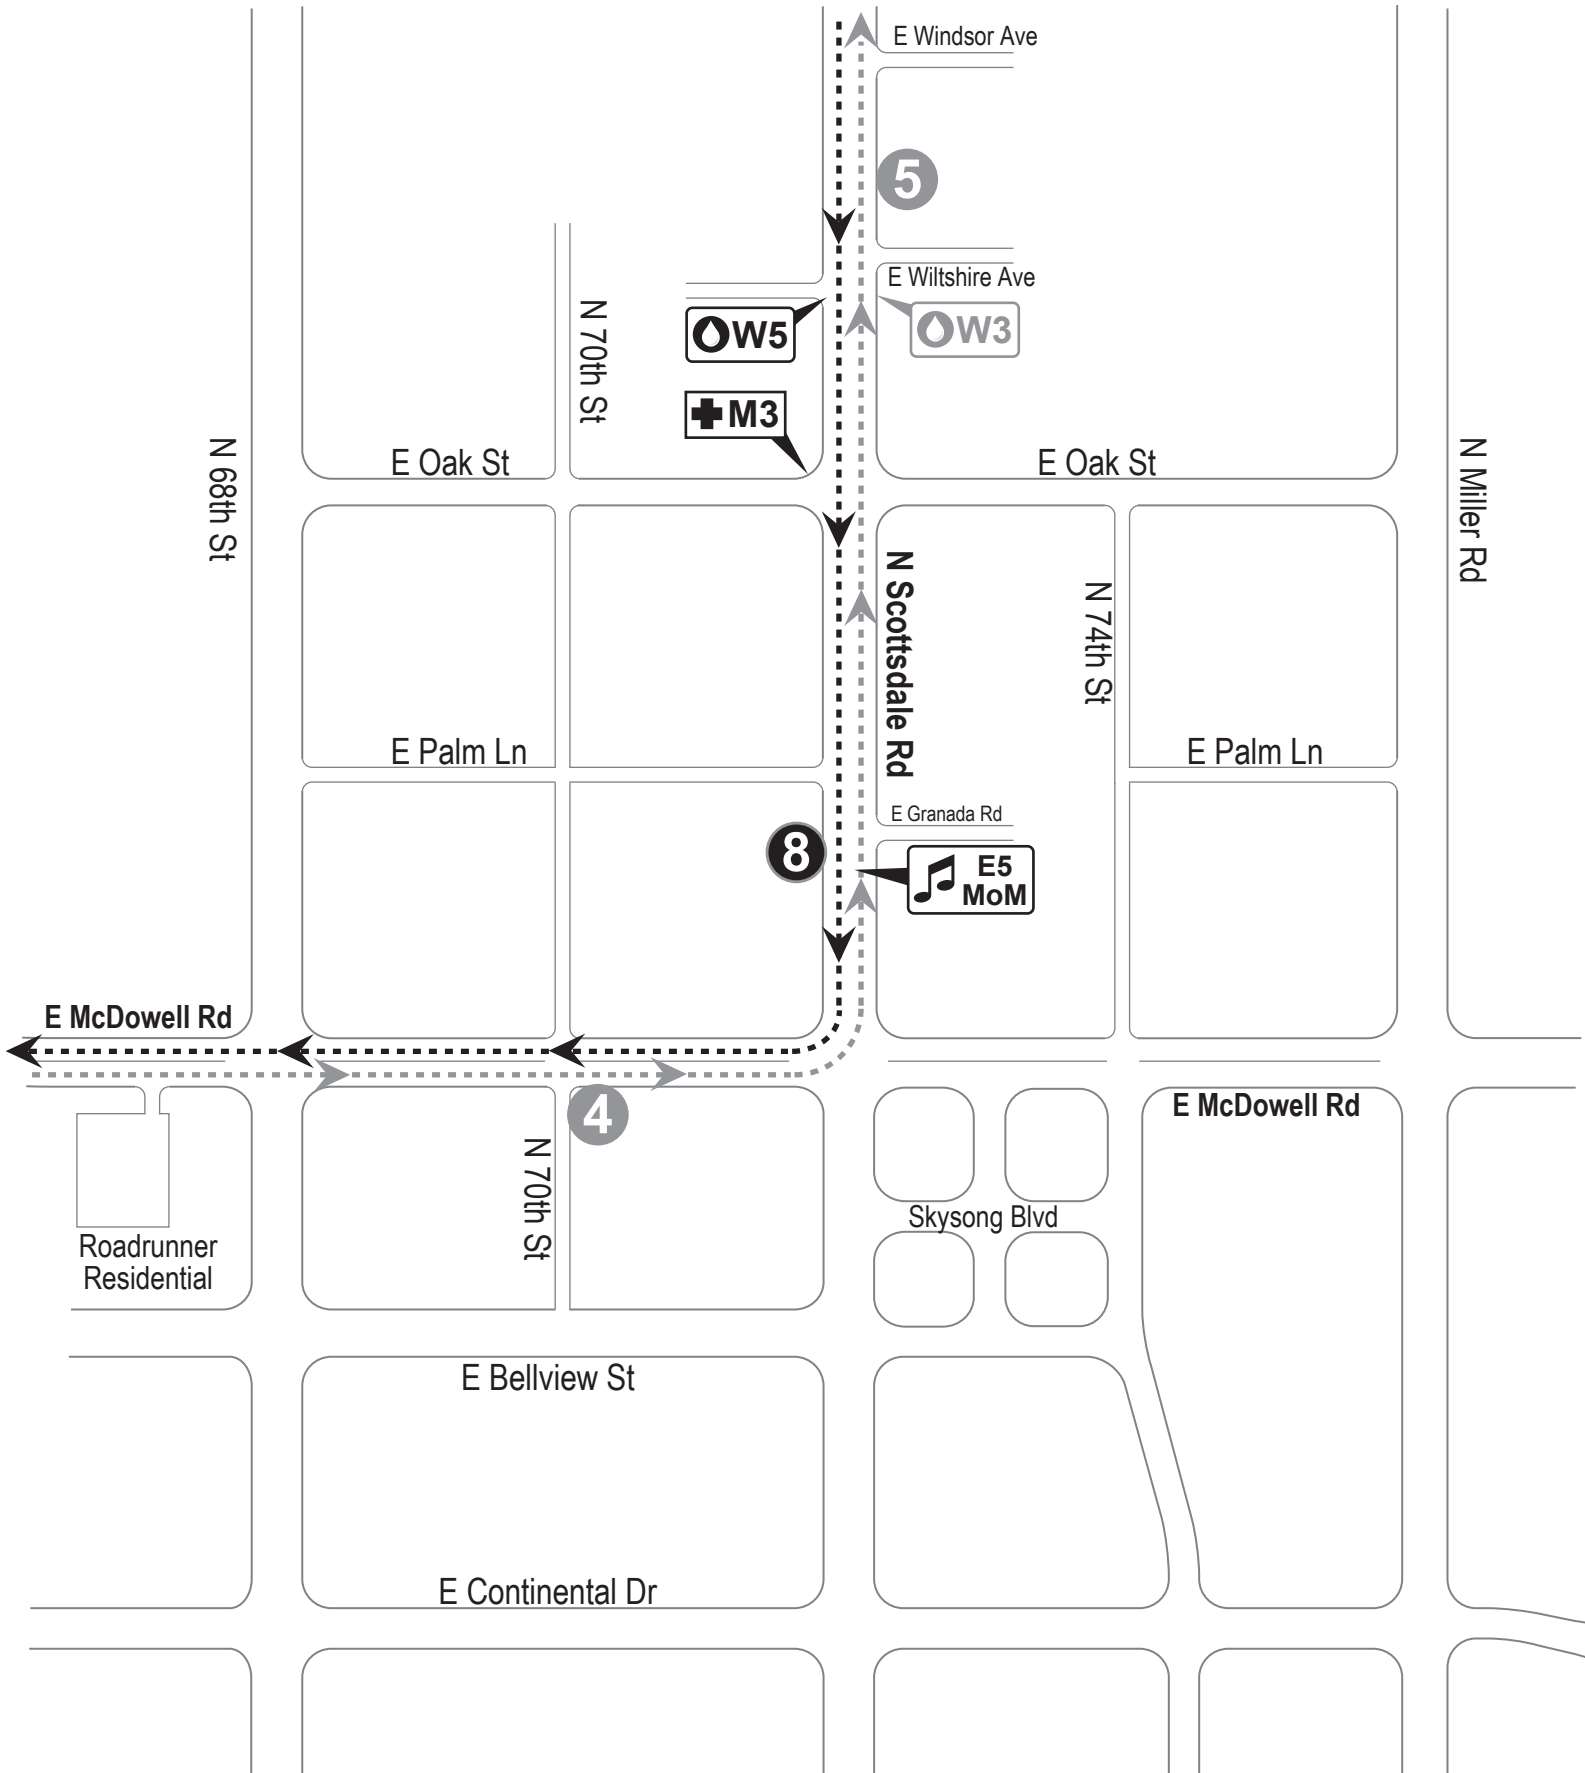 E Windsor Ave
5
E Wiltshire Ave
W5
W3
N 70th St
M3
E Oak St
E Oak St
N 68th St
N Miller Rd
N Scottsdale Rd
N 74th St
E Palm Ln
E Palm Ln
E Granada Rd
8
E5
MoM
E McDowell Rd
4
E McDowell Rd
N 70th St
Skysong Blvd
Roadrunner
Residential
E Bellview St
E Continental Dr